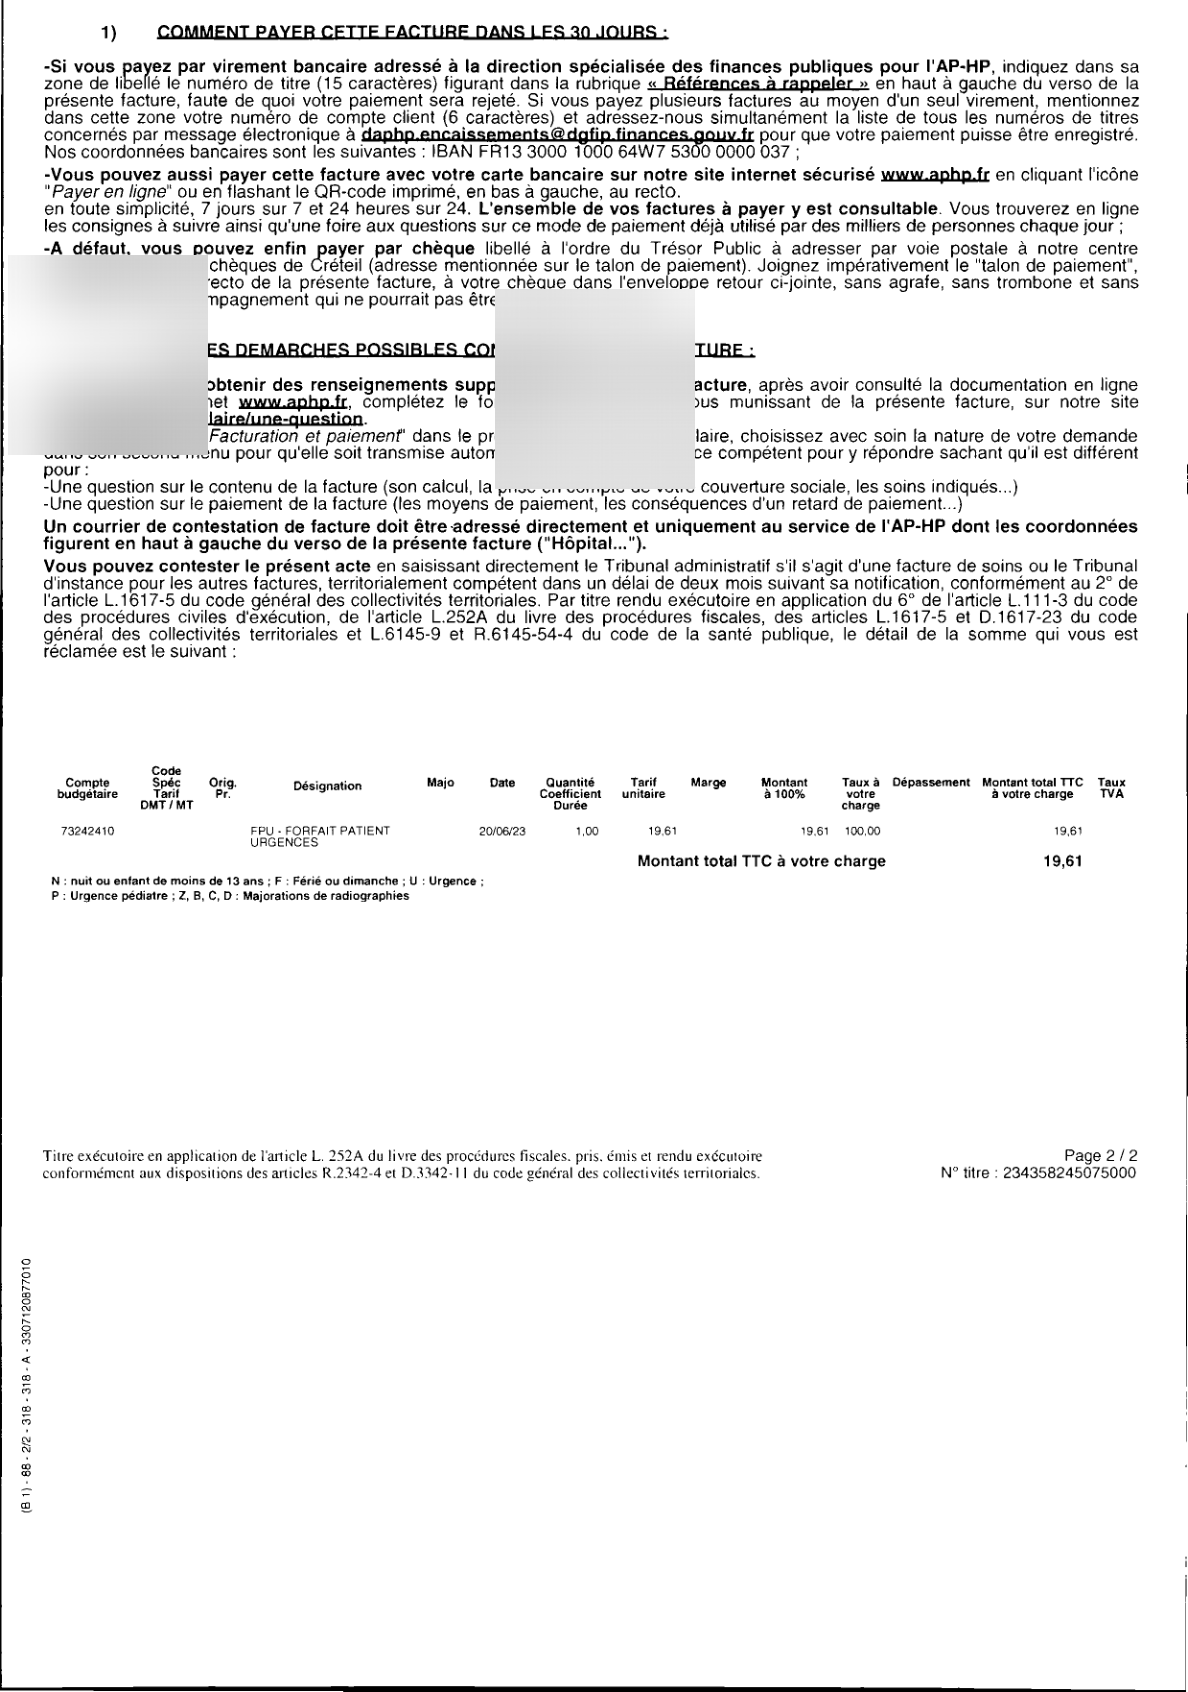 1) COMMENT PAYER CETTE FACTURE DANS LES 30 JOURS :
-Si vous payez par virement bancaire adressé à la direction spécialisée des finances publiques pour l'AP-HP, indiquez dans sa
zone de libellé le numéro de titre (15 caractères) figurant dans la rubrique « Références à rappeler » en haut à gauche du verso de la
présente facture, faute de quoi votre paiement sera rejeté. Si vous payez plusieurs factures au moyen d'un seul virement, mentionnez
dans cette zone votre numéro de compte client (6 caractères) et adressez-nous simultanément la liste de tous les numéros de titres
concernés par message électronique à daphp.encaissements@dgfip.finances.gouv.fr pour que votre paiement puisse être enregistré.
Nos coordonnées bancaires sont les suivantes : IBAN FR13 3000 1000 64W7 5300 0000 037 ;
-Vous pouvez aussi payer cette facture avec votre carte bancaire sur notre site internet sécurisé www.aphp.fr en cliquant l'icône
"Payer en ligne" ou en flashant le QR-code imprimé, en bas à gauche, au recto.
en toute simplicité, 7 jours sur 7 et 24 heures sur 24. L'ensemble de vos factures à payer y est consultable. Vous trouverez en ligne
les consignes à suivre ainsi qu'une foire aux questions sur ce mode de paiement déjà utilisé par des milliers de personnes chaque jour ;
-A défaut, vous pouvez enfin payer par chèque libellé à l'ordre du Trésor Public à adresser par voie postale à notre centre
chèques de Créteil (adresse mentionnée sur le talon de paiement). Joignez impérativement le "talon de paiement",
recto de la présente facture, à votre chèque dans l'enveloppe retour ci-jointe, sans agrafe, sans trombone et sans
mpagnement qui ne pourrait pas être
ES DEMARCHES POSSIBLES CON TURE :
obtenir des renseignements supp acture, après avoir consulté la documentation en ligne
net www.aphp.fr, complétez le fo ous munissant de la présente facture, sur notre site
laire/une-question.
Facturation et paiement" dans le pr laire, choisissez avec soin la nature de votre demande
dans son second menu pour qu'elle soit transmise autom ce compétent pour y répondre sachant qu'il est différent
pour :
-Une question sur le contenu de la facture (son calcul, la prise en compte de votre couverture sociale, les soins indiqués...)
-Une question sur le paiement de la facture (les moyens de paiement, les conséquences d'un retard de paiement...)
Un courrier de contestation de facture doit être adressé directement et uniquement au service de l'AP-HP dont les coordonnées
figurent en haut à gauche du verso de la présente facture ("Hôpital...").
Vous pouvez contester le présent acte en saisissant directement le Tribunal administratif s'il s'agit d'une facture de soins ou le Tribunal
d'instance pour les autres factures, territorialement compétent dans un délai de deux mois suivant sa notification, conformément au 2° de
l'article L.1617-5 du code général des collectivités territoriales. Par titre rendu exécutoire en application du 6° de l'article L.111-3 du code
des procédures civiles d'exécution, de l'article L.252A du livre des procédures fiscales, des articles L.1617-5 et D.1617-23 du code
général des collectivités territoriales et L.6145-9 et R.6145-54-4 du code de la santé publique, le détail de la somme qui vous est
réclamée est le suivant :
Compte budgétaire Code Spéc Tarif DMT / MT Orig. Pr. Désignation Majo Date Quantité Coefficient Durée Tarif unitaire Marge Montant à 100% Taux à votre charge Dépassement Montant total TTC à votre charge Taux TVA
73242410 FPU - FORFAIT PATIENT URGENCES 20/06/23 1,00 19,61 19,61 100,00 19,61
Montant total TTC à votre charge 19,61
N : nuit ou enfant de moins de 13 ans ; F : Férié ou dimanche ; U : Urgence ;
P : Urgence pédiatre ; Z, B, C, D : Majorations de radiographies
Titre exécutoire en application de l'article L. 252A du livre des procédures fiscales. pris. émis et rendu exécutoire
conformément aux dispositions des articles R.2342-4 et D.3342-11 du code général des collectivités territoriales.
Page 2 / 2
N° titre : 234358245075000
(B 1) - 88 - 2/2 - 318 - 318 - A - 3307120877010